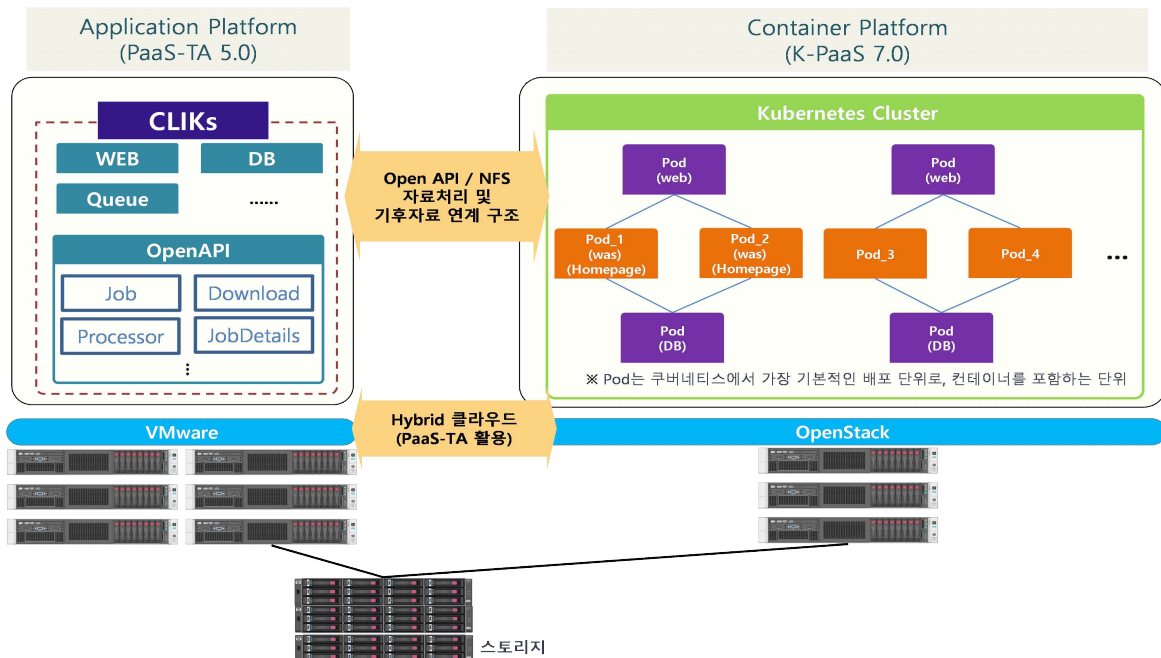 Application Platform
(PaaS-TA 5.0)
CLIKs
WEB
DB
Queue
......
OpenAPI
Job
Download
Processor
JobDetails
⋮
Open API / NFS
자료처리 및
기후자료 연계 구조
Container Platform
(K-PaaS 7.0)
Kubernetes Cluster
Pod
(web)
Pod
(web)
Pod_1
(was)
(Homepage)
Pod_2
(was)
(Homepage)
Pod_3
Pod_4
...
Pod
(DB)
Pod
(DB)
※ Pod는 쿠버네티스에서 가장 기본적인 배포 단위로, 컨테이너를 포함하는 단위
VMware
Hybrid 클라우드
(PaaS-TA 활용)
OpenStack
스토리지